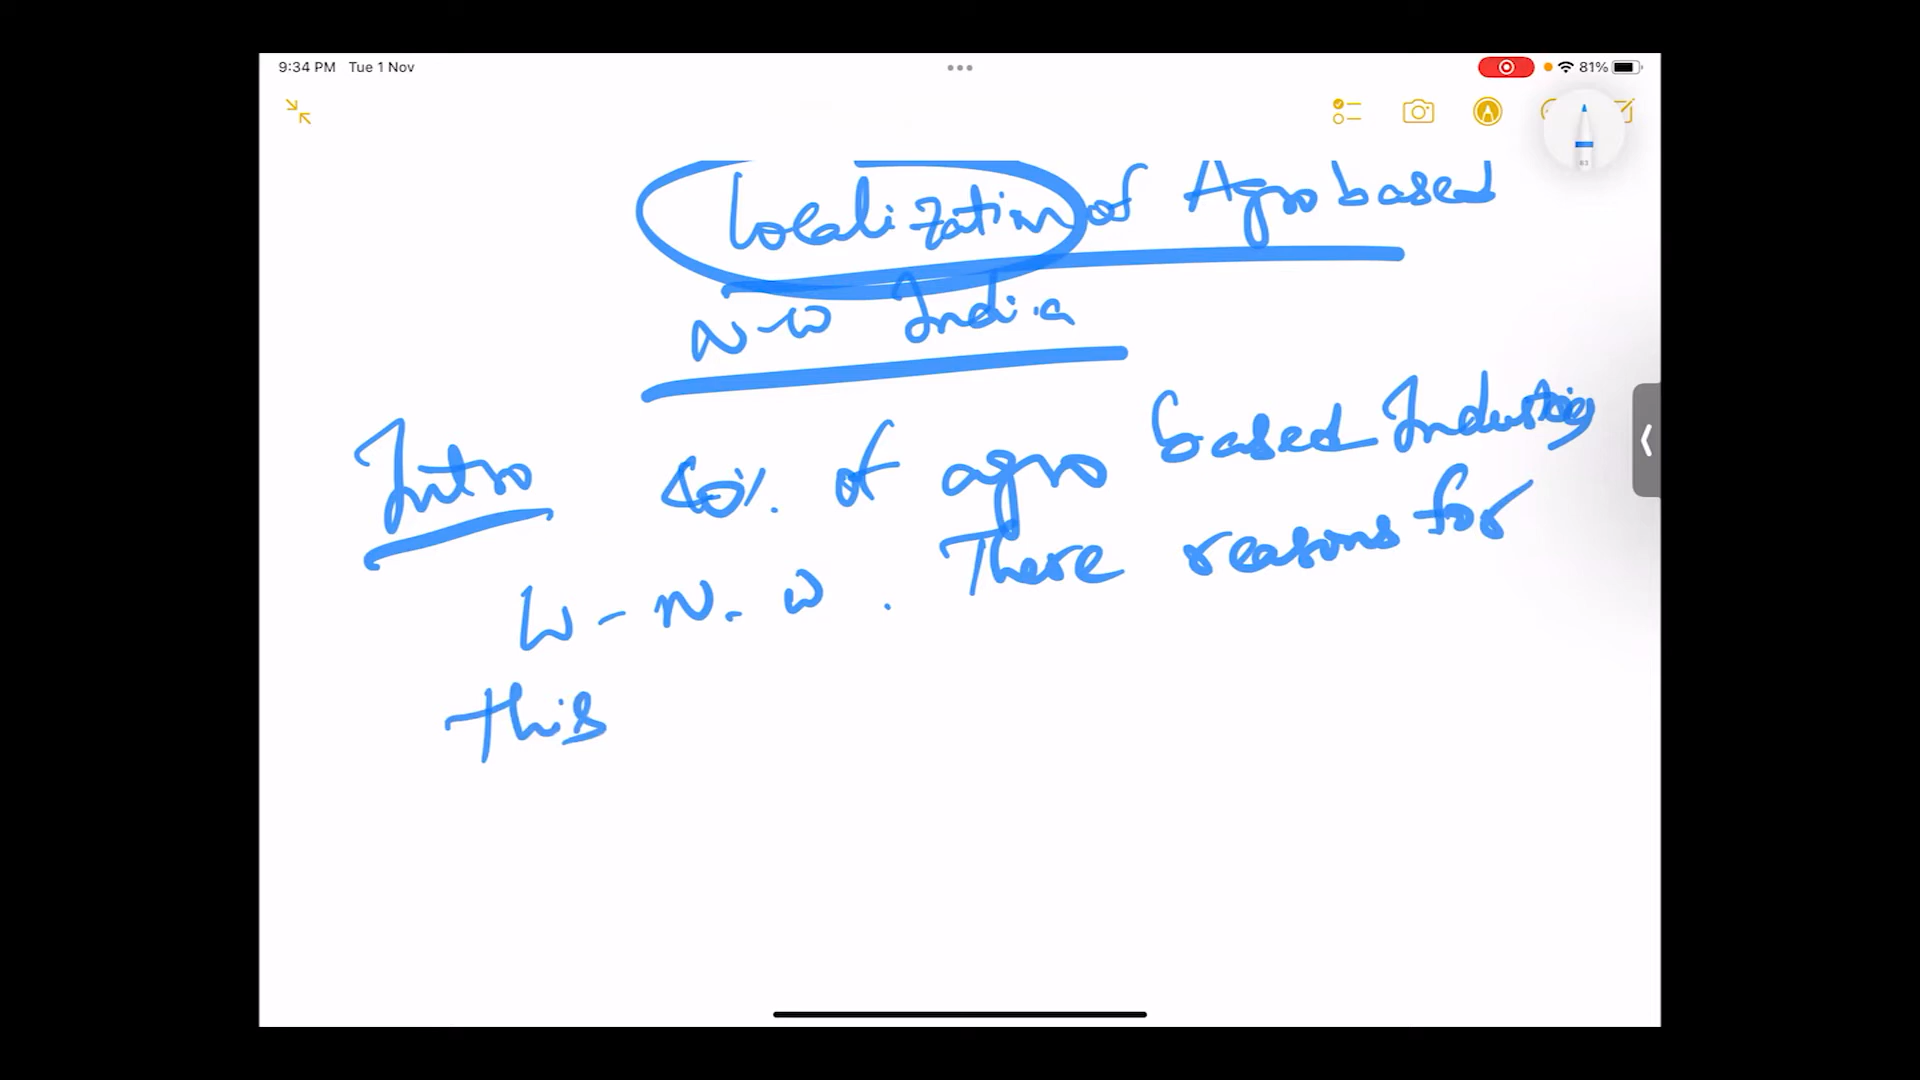 9:34 PM Tue 1 Nov
81%
Localization of Agro based
N-W India
Intro
of agro based Industries
W-N.W. There reasons for
this